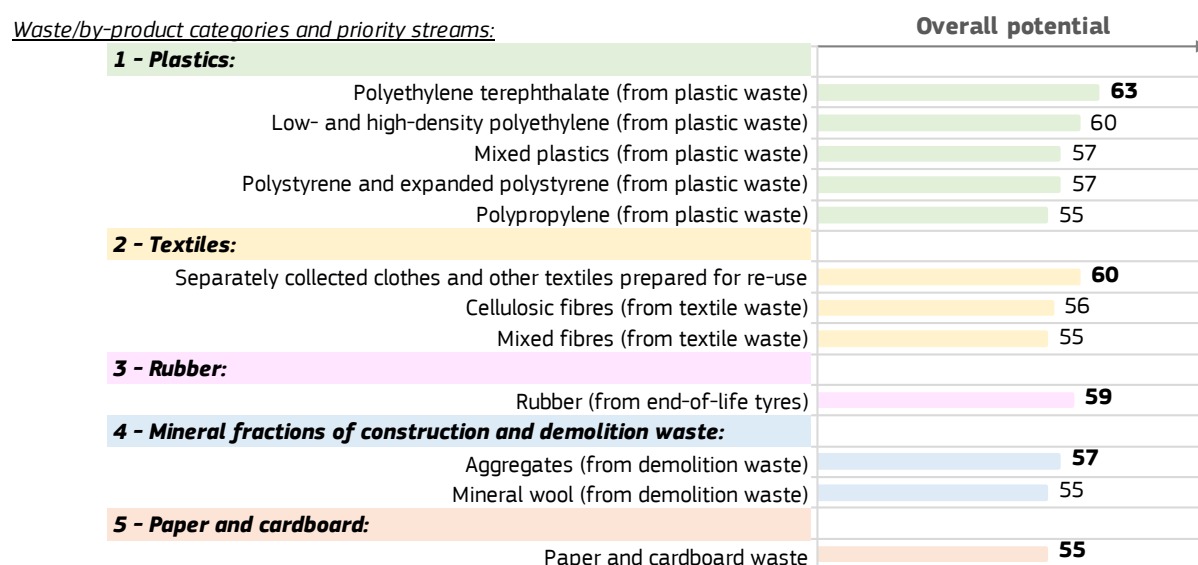 Waste/by-product categories and priority streams: Overall potential
1 - Plastics:
Polyethylene terephthalate (from plastic waste) 63
Low- and high-density polyethylene (from plastic waste) 60
Mixed plastics (from plastic waste) 57
Polystyrene and expanded polystyrene (from plastic waste) 57
Polypropylene (from plastic waste) 55
2 - Textiles:
Separately collected clothes and other textiles prepared for re-use 60
Cellulosic fibres (from textile waste) 56
Mixed fibres (from textile waste) 55
3 - Rubber:
Rubber (from end-of-life tyres) 59
4 - Mineral fractions of construction and demolition waste:
Aggregates (from demolition waste) 57
Mineral wool (from demolition waste) 55
5 - Paper and cardboard:
Paper and cardboard waste 55